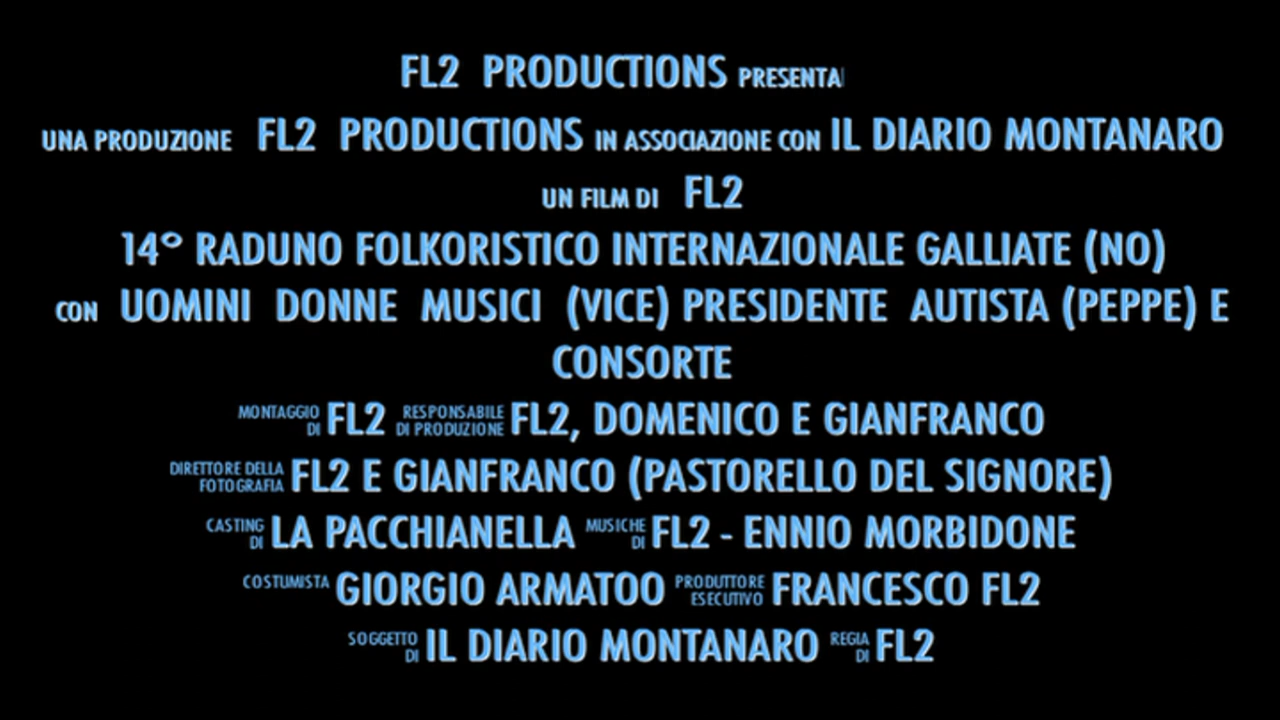 FL2 PRODUCTIONS PRESENTA
UNA PRODUZIONE FL2 PRODUCTIONS IN ASSOCIAZIONE CON IL DIARIO MONTANARO
UN FILM DI FL2
14° RADUNO FOLKORISTICO INTERNAZIONALE GALLIATE (NO)
CON UOMINI DONNE MUSICI (VICE) PRESIDENTE AUTISTA (PEPPE) E
CONSORTE
MONTAGGIO DI FL2 RESPONSABILE DI PRODUZIONE FL2, DOMENICO E GIANFRANCO
DIRETTORE DELLA FOTOGRAFIA FL2 E GIANFRANCO (PASTORELLO DEL SIGNORE)
CASTING DI LA PACCHIANELLA MUSICHE DI FL2 - ENNIO MORBIDONE
COSTUMISTA GIORGIO ARMATOO PRODUTTORE ESECUTIVO FRANCESCO FL2
SOGGETTO DI IL DIARIO MONTANARO REGIA DI FL2